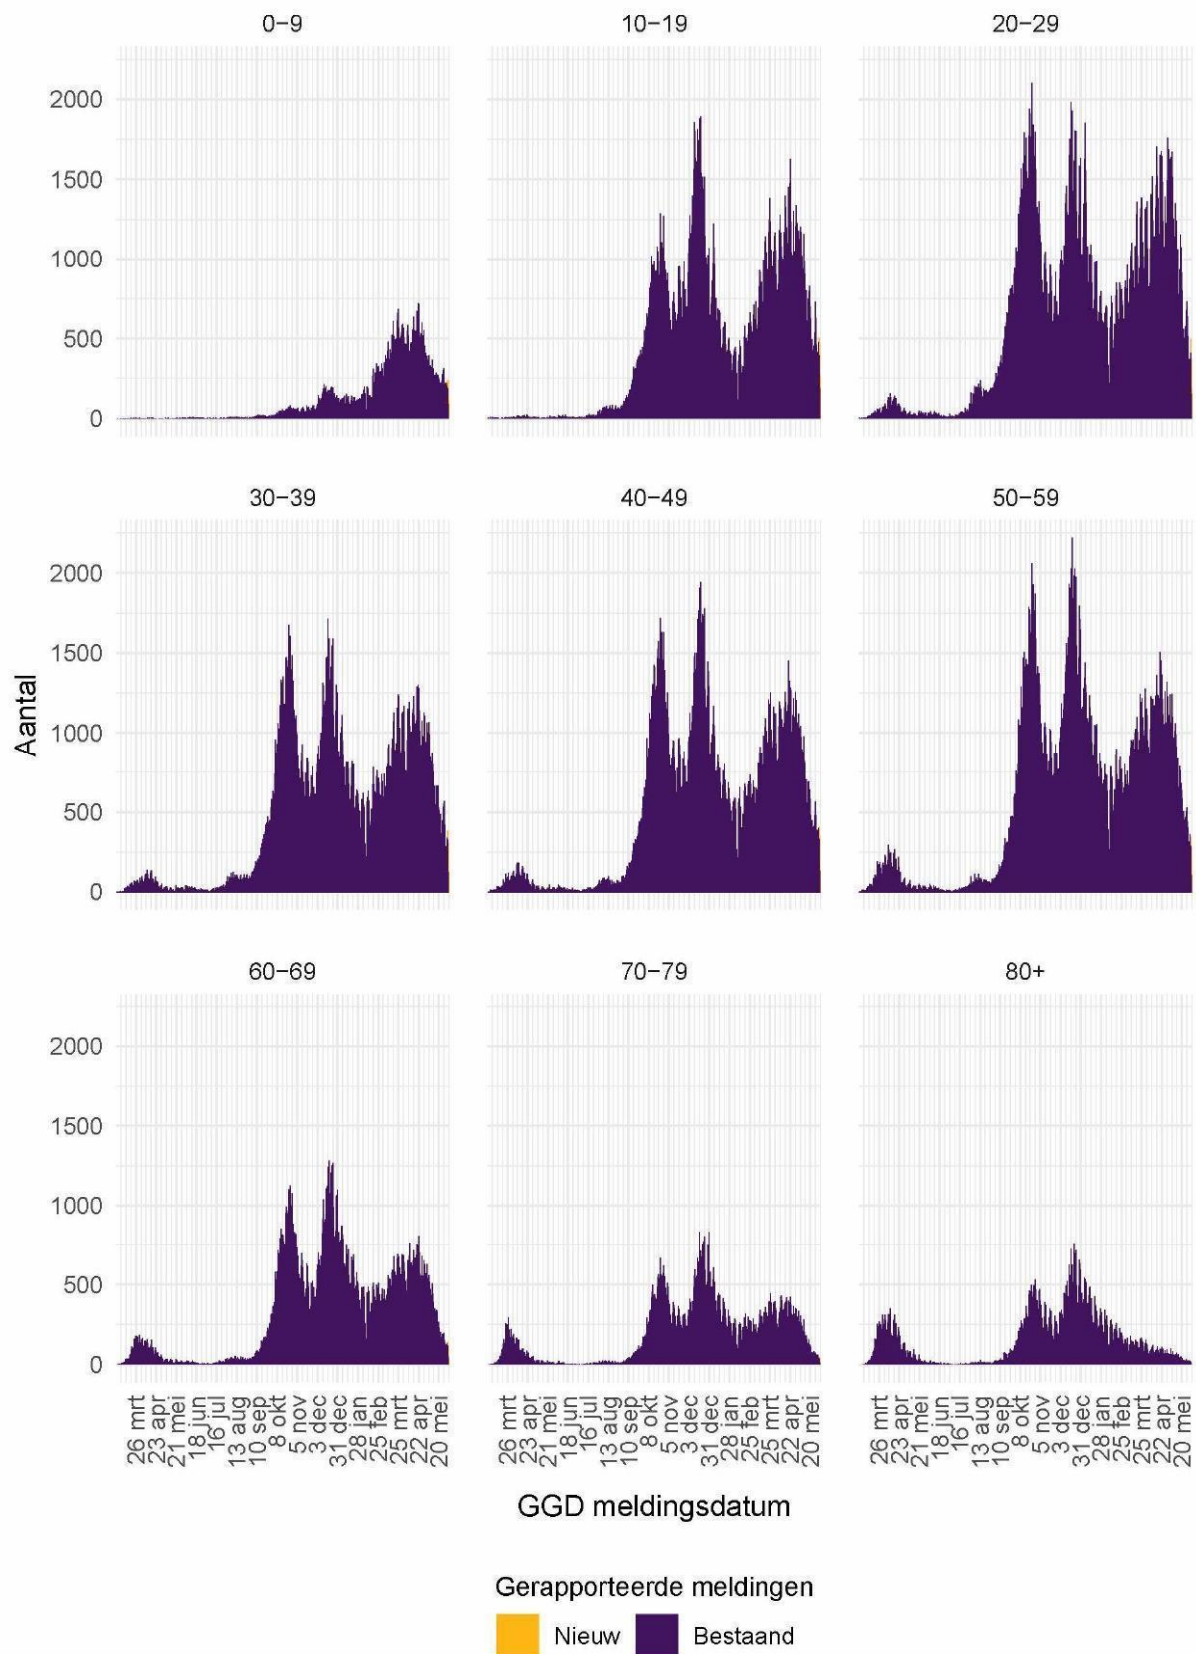 0-9 10-19 20-29
2000
1500
1000
500
0
30-39 40-49 50-59
2000
1500
1000
500
0
Aantal
60-69 70-79 80+
2000
1500
1000
500
0
26 mrt 23 apr 21 mei 18 jun 16 jul 13 aug 10 sep 8 okt 5 nov 3 dec 31 dec 28 jan 25 feb 25 mrt 22 apr 20 mei
26 mrt 23 apr 21 mei 18 jun 16 jul 13 aug 10 sep 8 okt 5 nov 3 dec 31 dec 28 jan 25 feb 25 mrt 22 apr 20 mei
26 mrt 23 apr 21 mei 18 jun 16 jul 13 aug 10 sep 8 okt 5 nov 3 dec 31 dec 28 jan 25 feb 25 mrt 22 apr 20 mei
GGD meldingsdatum
Gerapporteerde meldingen
Nieuw Bestaand